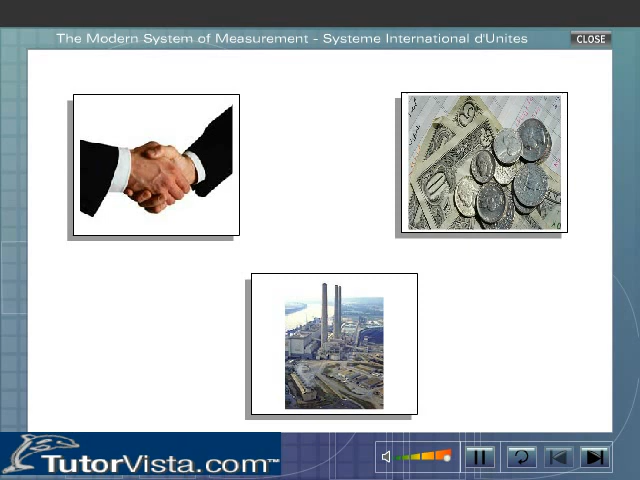 The Modern System of Measurement - Systeme International d'Unites
CLOSE
TutorVista.com™